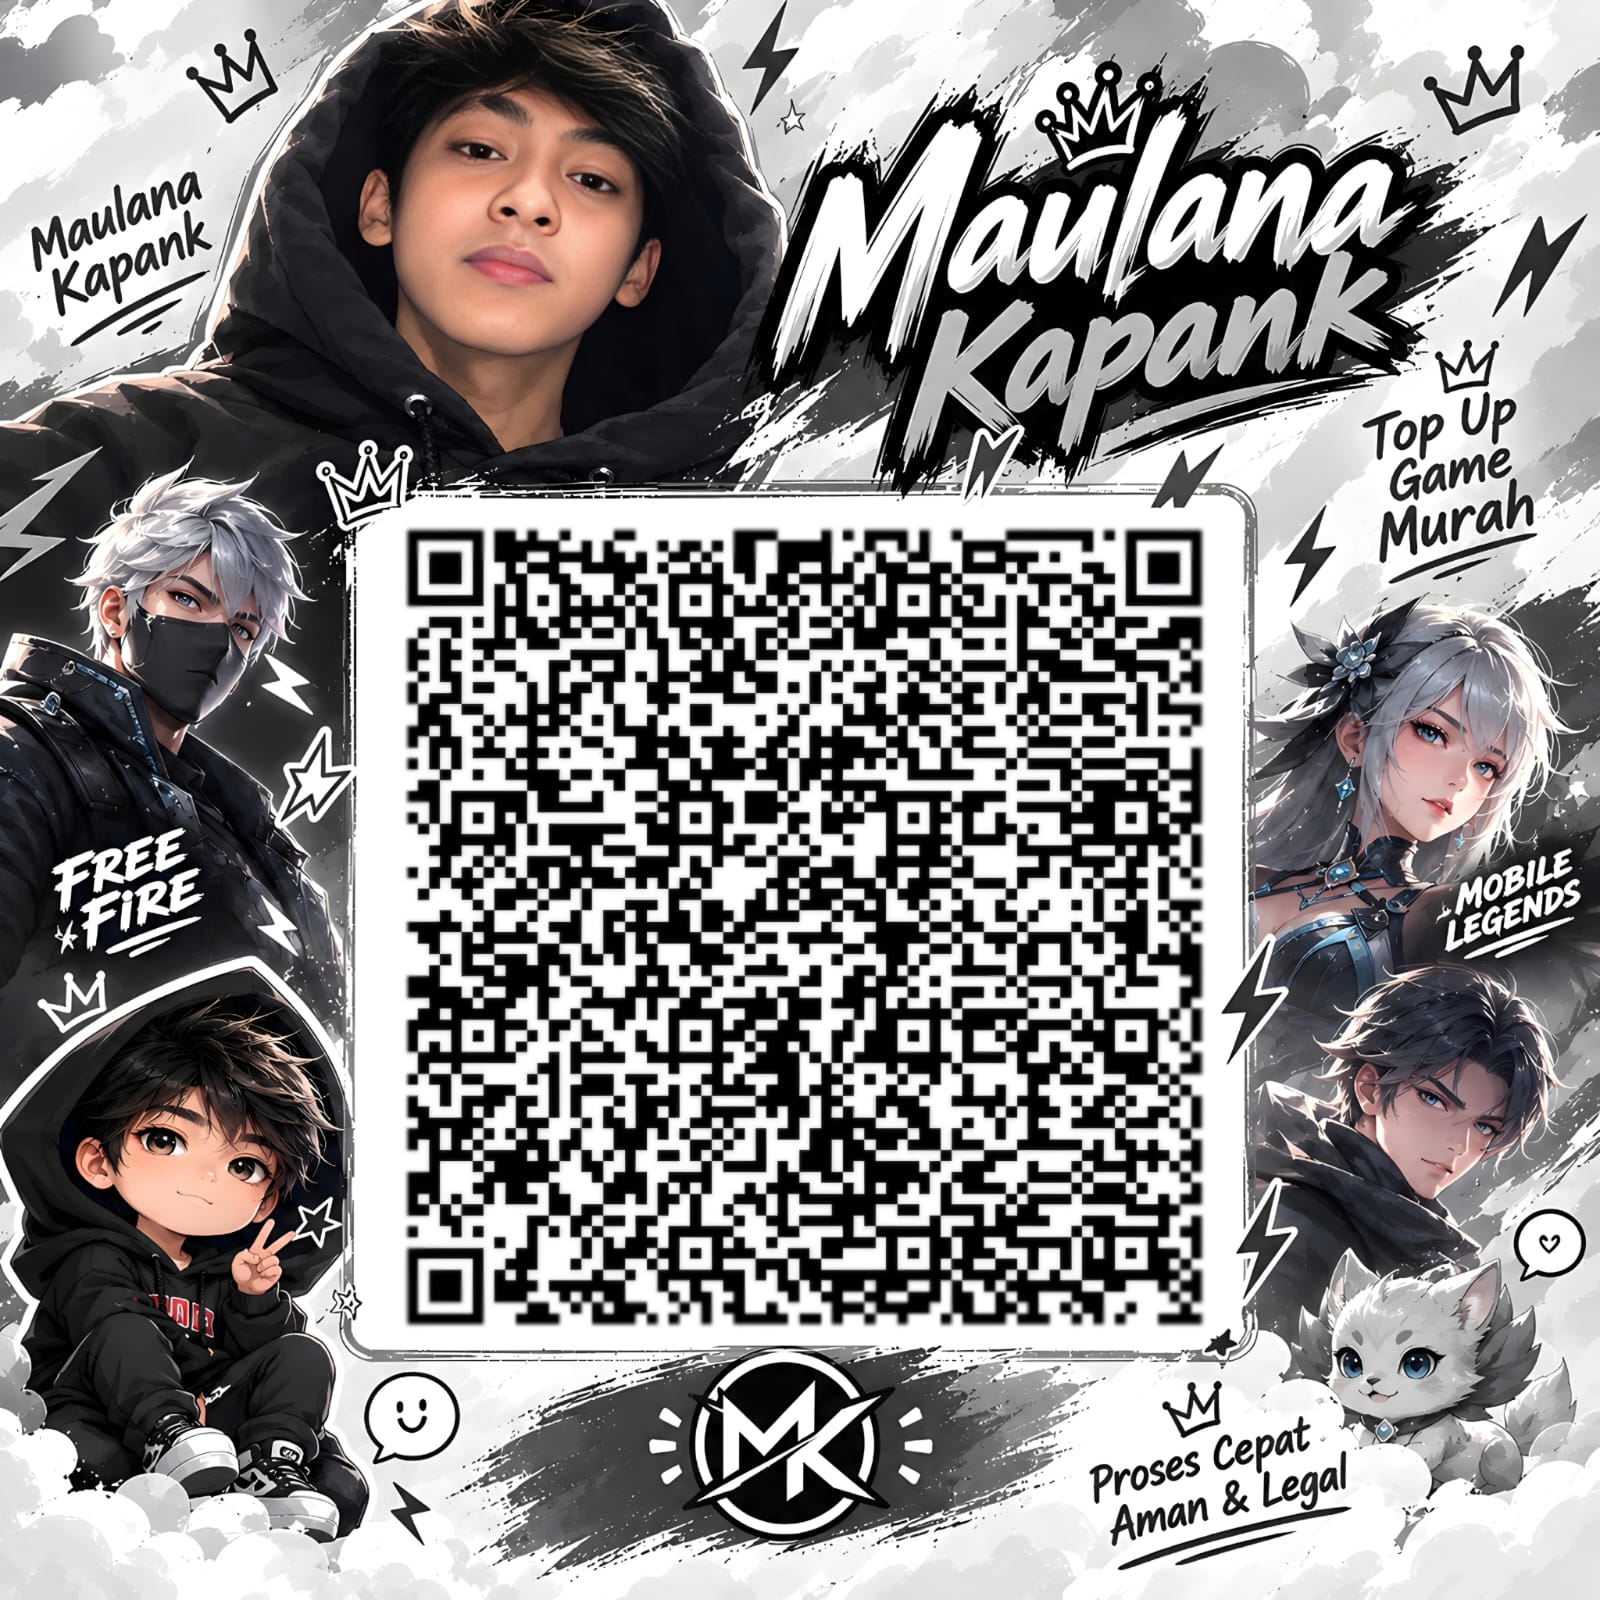 Maulana
Kapank
Maulana
Kapank
Top Up
Game
Murah
FREE
FIRE
MOBILE
LEGENDS
MK
Proses Cepat
Aman & Legal